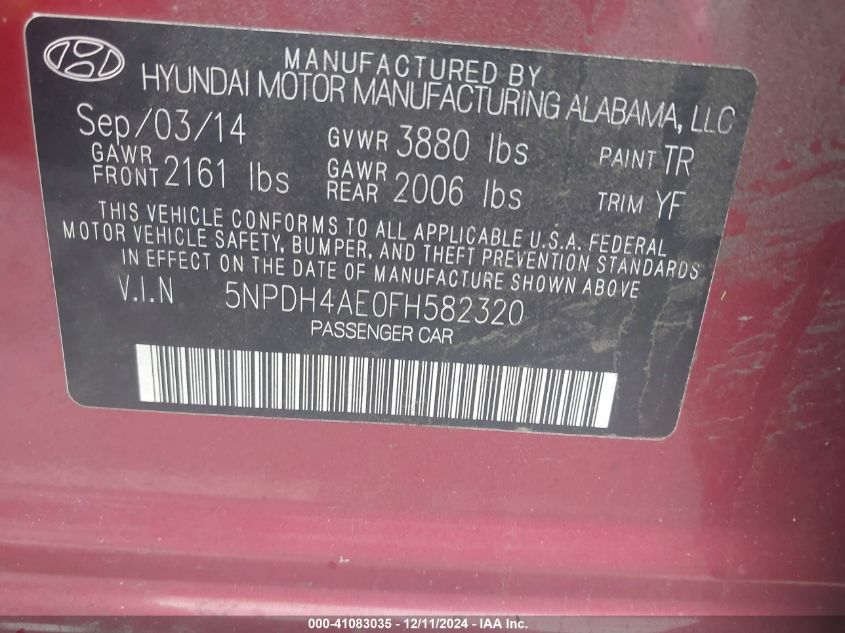 MANUFACTURED BY
HYUNDAI MOTOR MANUFACTURING ALABAMA, LLC
Sep/03/14 GVWR 3880 lbs PAINT TR
GAWR FRONT 2161 lbs GAWR REAR 2006 lbs TRIM YF
THIS VEHICLE CONFORMS TO ALL APPLICABLE U.S.A. FEDERAL
MOTOR VEHICLE SAFETY, BUMPER, AND THEFT PREVENTION STANDARDS
IN EFFECT ON THE DATE OF MANUFACTURE SHOWN ABOVE
V.I.N 5NPDH4AE0FH582320
PASSENGER CAR
000-41083035 - 12/11/2024 - IAA Inc.